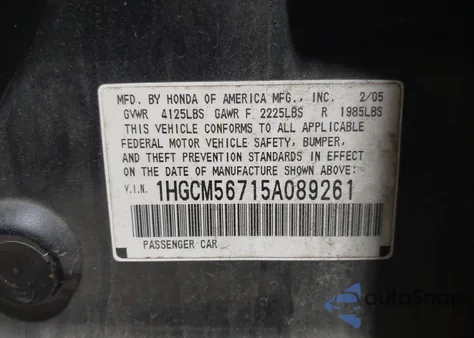 MFD. BY HONDA OF AMERICA MFG., INC. 2/05
GVWR 4125LBS GAWR F 2225LBS R 1985LBS
THIS VEHICLE CONFORMS TO ALL APPLICABLE
FEDERAL MOTOR VEHICLE SAFETY, BUMPER,
AND THEFT PREVENTION STANDARDS IN EFFECT
ON THE DATE OF MANUFACTURE SHOWN ABOVE:
V.I.N. 1HGCM56715A089261
PASSENGER CAR
autoSnap